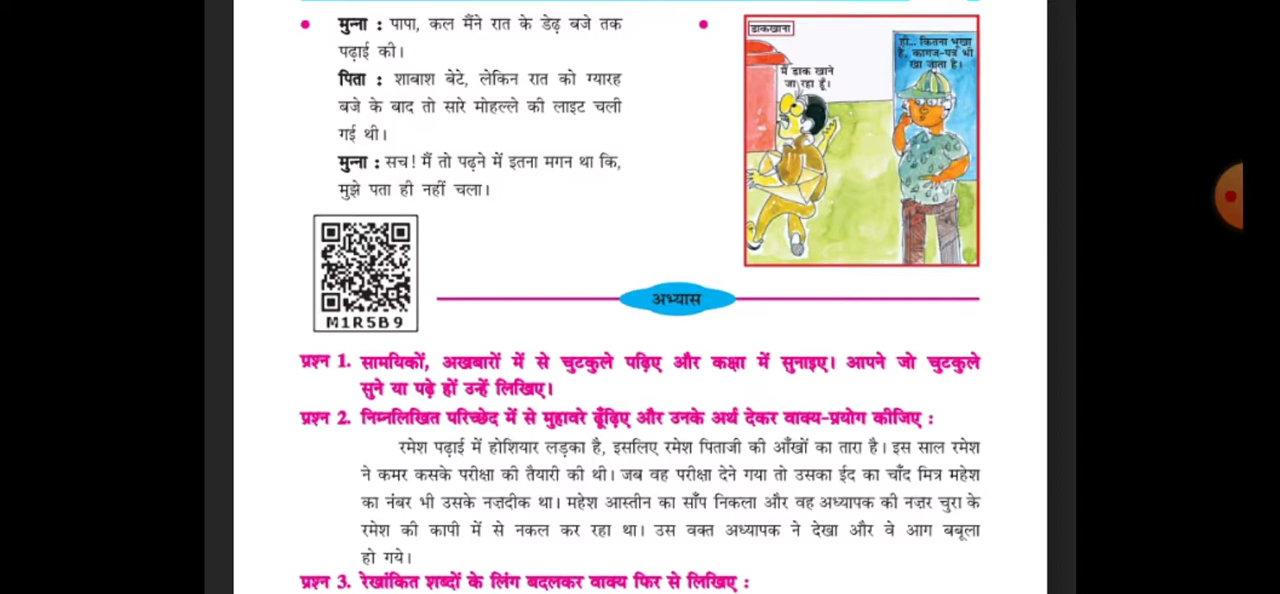 मुन्ना : पापा, कल मैंने रात के डेढ़ बजे तक
पढ़ाई की।
पिता : शाबाश बेटे, लेकिन रात को ग्यारह
बजे के बाद तो सारे मोहल्ले की लाइट चली
गई थी।
मुन्ना : सच! मैं तो पढ़ने में इतना मगन था कि,
मुझे पता ही नहीं चला।
डाकखाना
मैं डाक खाने
जा रहा हूँ।
ही... कितना भूखा
है, कागज-पत्र भी
खा जाता है।
M1R5B9
अभ्यास
प्रश्न 1. सामयिकों, अखबारों में से चुटकुले पढ़िए और कक्षा में सुनाइए। आपने जो चुटकुले
सुने या पढ़े हों उन्हें लिखिए।
प्रश्न 2. निम्नलिखित परिच्छेद में से मुहावरे ढूँढ़िए और उनके अर्थ देकर वाक्य-प्रयोग कीजिए :
रमेश पढ़ाई में होशियार लड़का है, इसलिए रमेश पिताजी की आँखों का तारा है। इस साल रमेश
ने कमर कसके परीक्षा की तैयारी की थी। जब वह परीक्षा देने गया तो उसका ईद का चाँद मित्र महेश
का नंबर भी उसके नज़दीक था। महेश आस्तीन का साँप निकला और वह अध्यापक की नज़र चुरा के
रमेश की कापी में से नकल कर रहा था। उस वक्त अध्यापक ने देखा और वे आग बबूला
हो गये।
प्रश्न 3. रेखांकित शब्दों के लिंग बदलकर वाक्य फिर से लिखिए :